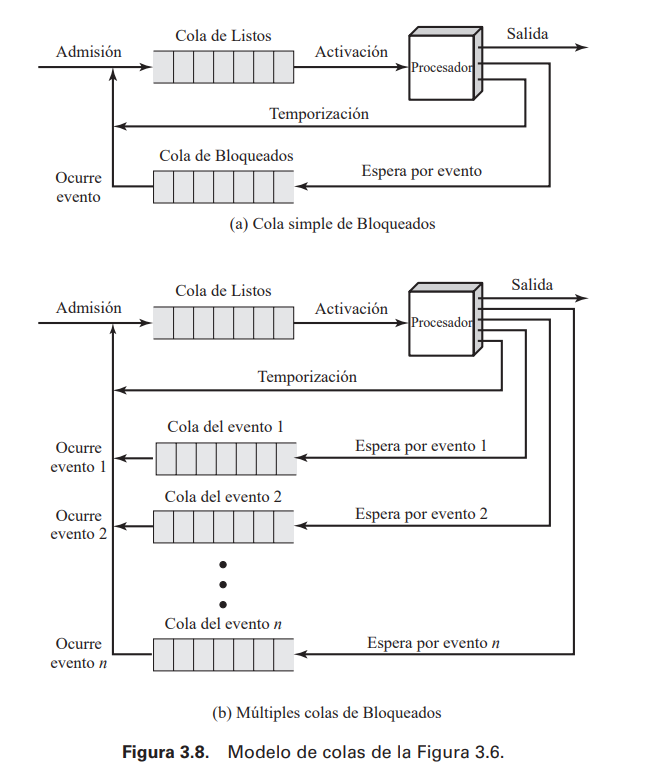 Cola de Listos
Admisión
Activación
Procesador
Salida
Temporización
Cola de Bloqueados
Ocurre
evento
Espera por evento
(a) Cola simple de Bloqueados
Cola de Listos
Admisión
Activación
Procesador
Salida
Temporización
Cola del evento 1
Ocurre
evento 1
Espera por evento 1
Cola del evento 2
Ocurre
evento 2
Espera por evento 2
Cola del evento n
Ocurre
evento n
Espera por evento n
(b) Múltiples colas de Bloqueados
Figura 3.8. Modelo de colas de la Figura 3.6.